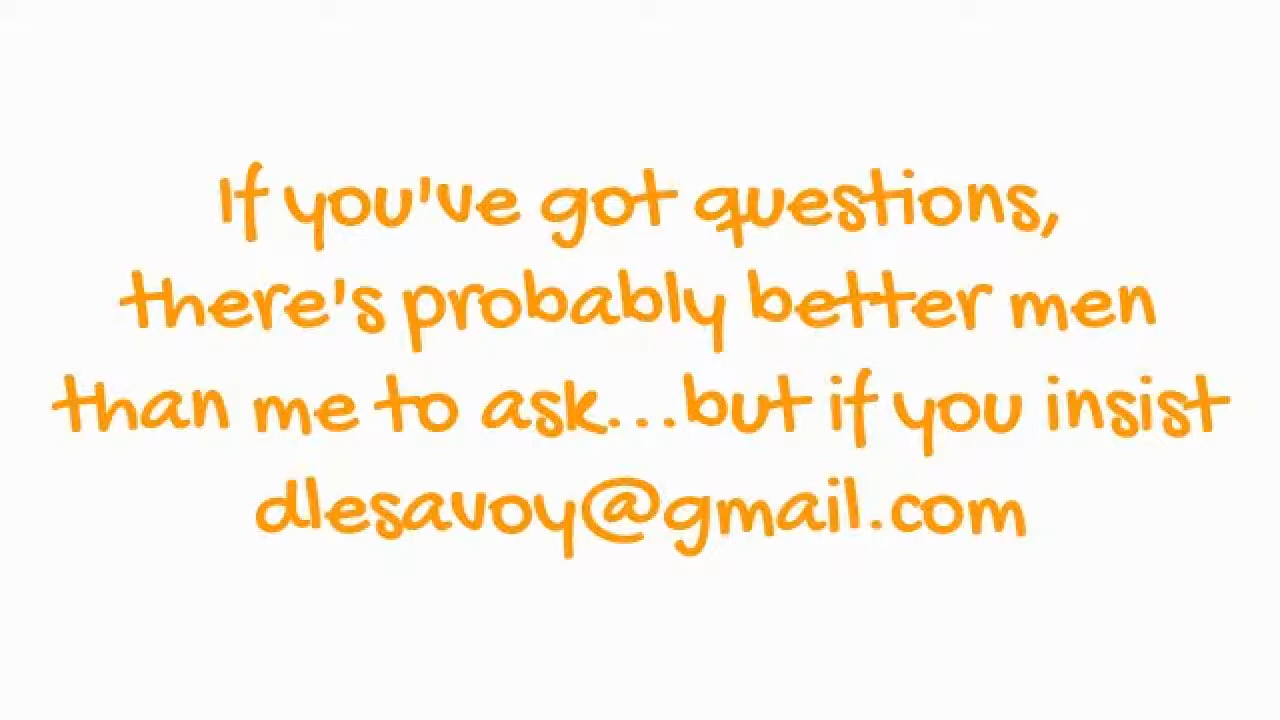 If you've got questions,
there's probably better men
than me to ask...but if you insist
dlesavoy@gmail.com